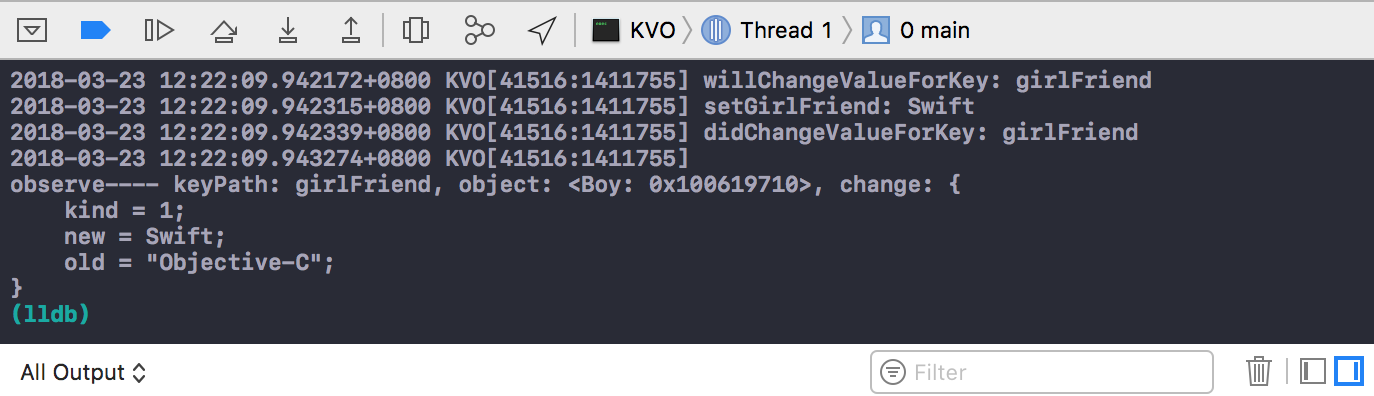 KVO Thread 1 0 main
2018-03-23 12:22:09.942172+0800 KVO[41516:1411755] willChangeValueForKey: girlFriend
2018-03-23 12:22:09.942315+0800 KVO[41516:1411755] setGirlFriend: Swift
2018-03-23 12:22:09.942339+0800 KVO[41516:1411755] didChangeValueForKey: girlFriend
2018-03-23 12:22:09.943274+0800 KVO[41516:1411755]
observe---- keyPath: girlFriend, object: <Boy: 0x100619710>, change: {
    kind = 1;
    new = Swift;
    old = "Objective-C";
}
(lldb)
All Output Filter